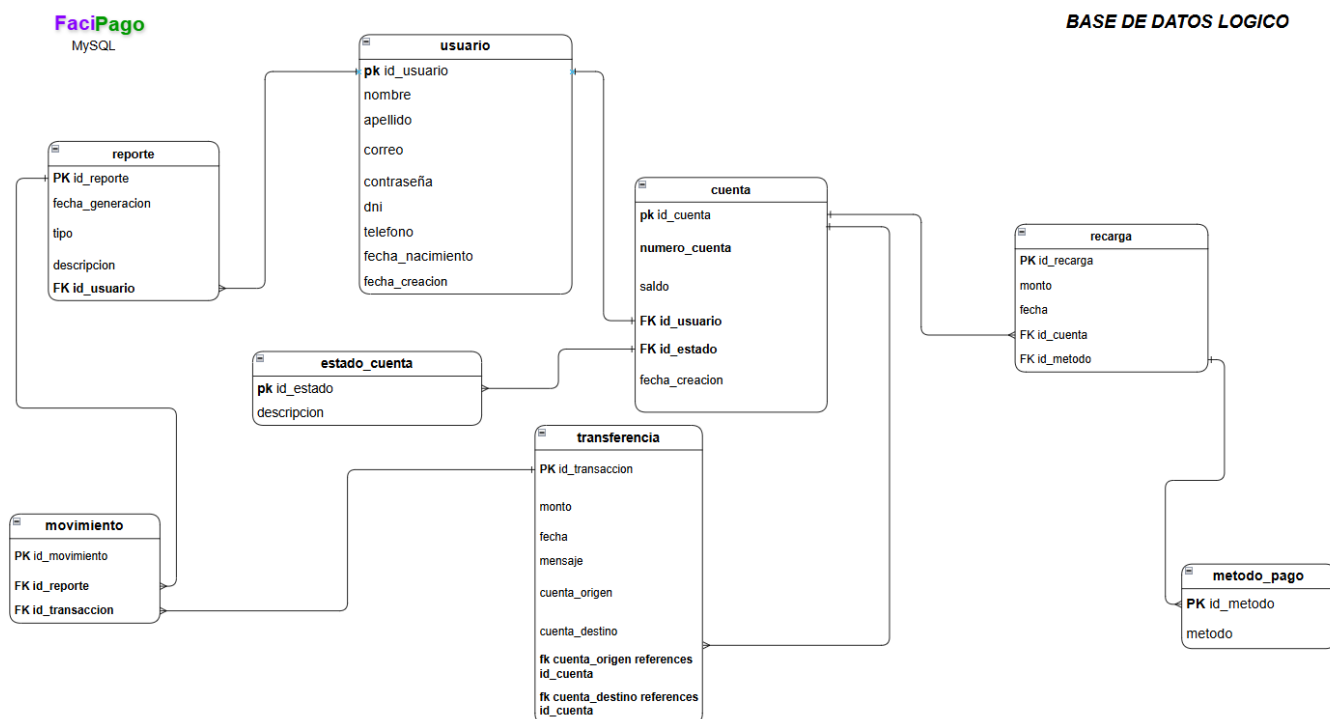 FaciPago
MySQL
BASE DE DATOS LOGICO
usuario
pk id_usuario
nombre
apellido
correo
contraseña
dni
telefono
fecha_nacimiento
fecha_creacion
reporte
PK id_reporte
fecha_generacion
tipo
descripcion
FK id_usuario
cuenta
pk id_cuenta
numero_cuenta
saldo
FK id_usuario
FK id_estado
fecha_creacion
recarga
PK id_recarga
monto
fecha
FK id_cuenta
FK id_metodo
estado_cuenta
pk id_estado
descripcion
transferencia
PK id_transaccion
monto
fecha
mensaje
cuenta_origen
cuenta_destino
fk cuenta_origen references
id_cuenta
fk cuenta_destino references
id_cuenta
movimiento
PK id_movimiento
FK id_reporte
FK id_transaccion
metodo_pago
PK id_metodo
metodo